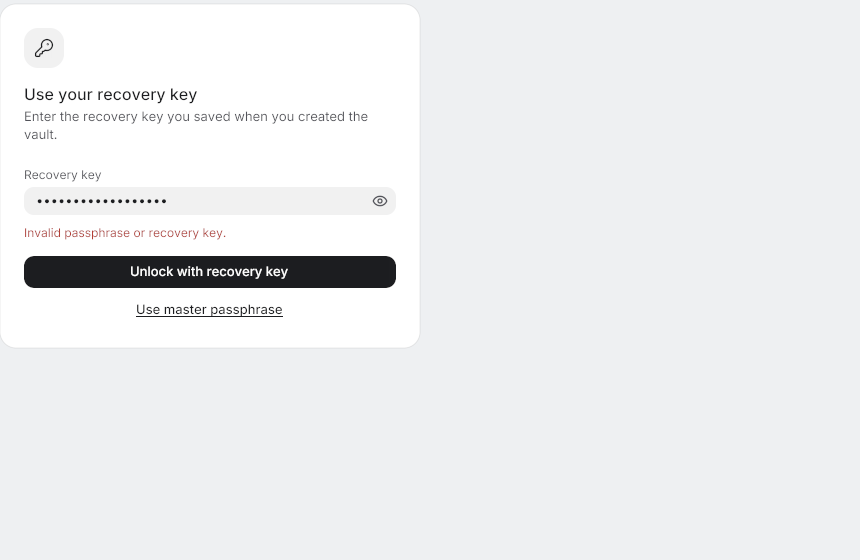 Use your recovery key
Enter the recovery key you saved when you created the
vault.
Recovery key
••••••••••••••••••
Invalid passphrase or recovery key.
Unlock with recovery key
Use master passphrase